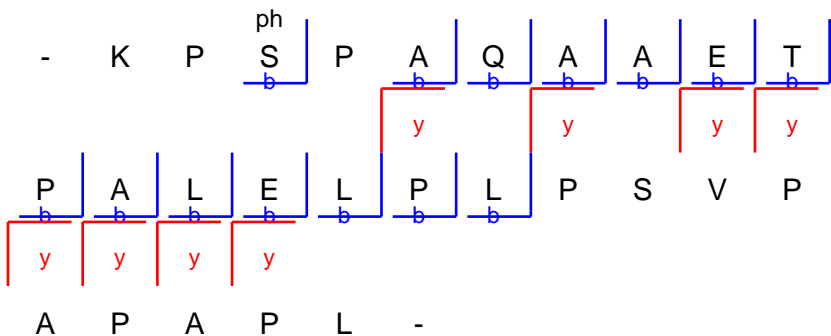 ph
- K P S P A Q A A E T
b b b b b b b
y y y y
P A L E L P L P S V P
b b b b b b b
y y y y
A P A P L -